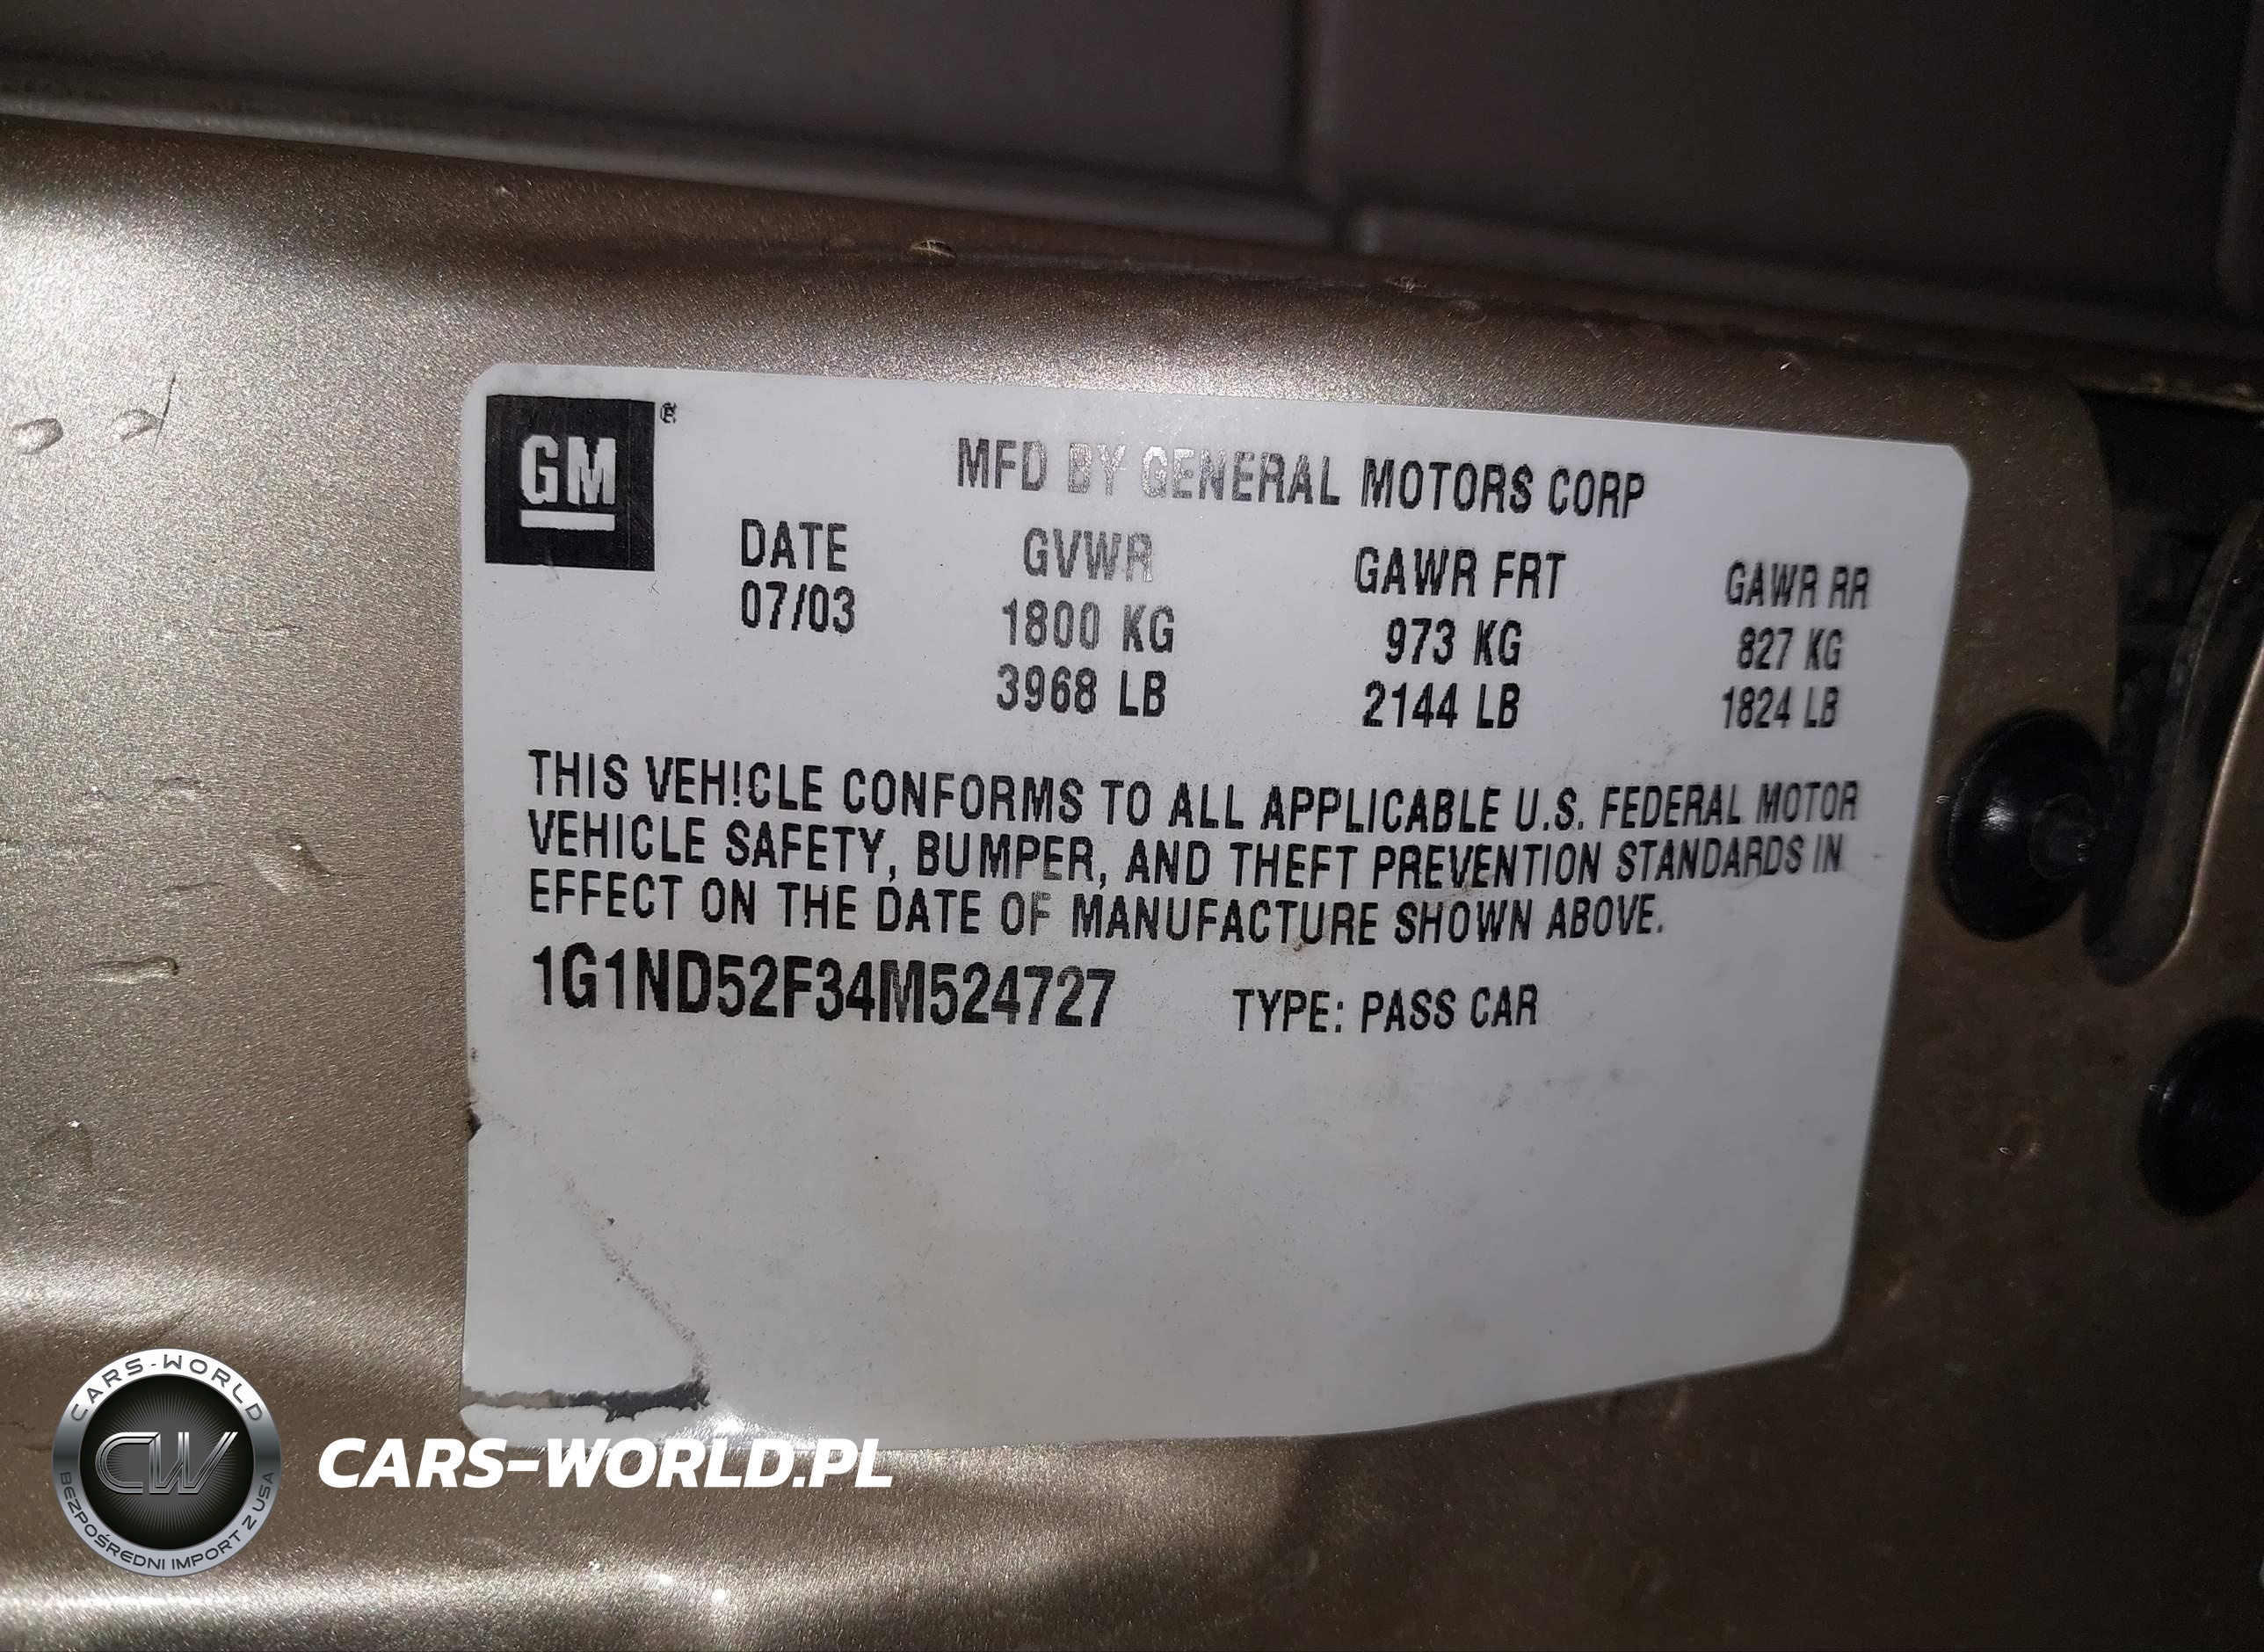 GM ®
MFD BY GENERAL MOTORS CORP
DATE GVWR GAWR FRT GAWR RR
07/03 1800 KG 973 KG 827 KG
3968 LB 2144 LB 1824 LB
THIS VEHICLE CONFORMS TO ALL APPLICABLE U.S. FEDERAL MOTOR
VEHICLE SAFETY, BUMPER, AND THEFT PREVENTION STANDARDS IN
EFFECT ON THE DATE OF MANUFACTURE SHOWN ABOVE.
1G1ND52F34M524727 TYPE: PASS CAR
CARS-WORLD
CW
BEZPOŚREDNI IMPORT Z USA
CARS-WORLD.PL